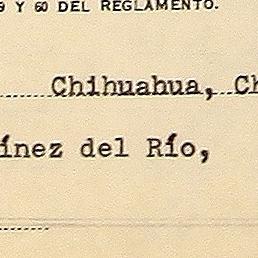 9 Y 60 DEL REGLAMENTO.
Chihuahua, Ch
ínez del Río,